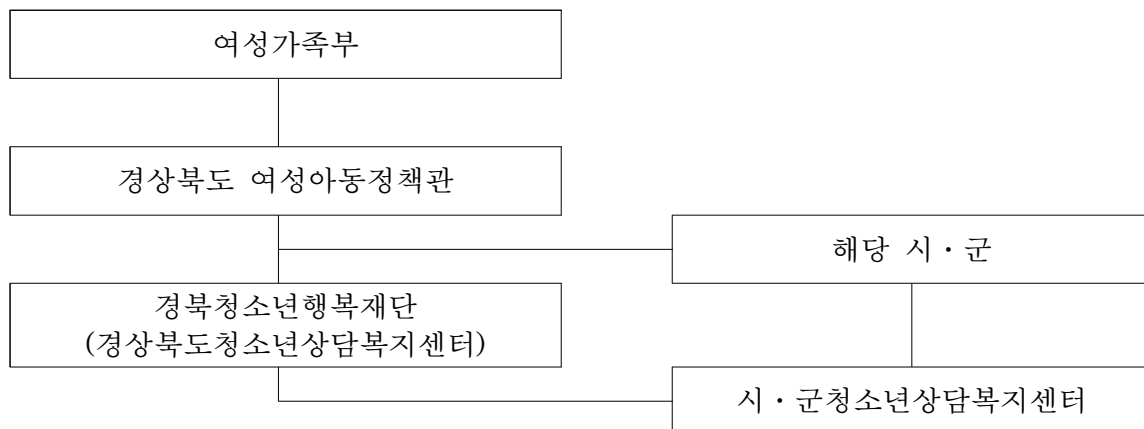 여성가족부
경상북도 여성아동정책관
해당 시·군
경북청소년행복재단
(경상북도청소년상담복지센터)
시·군청소년상담복지센터